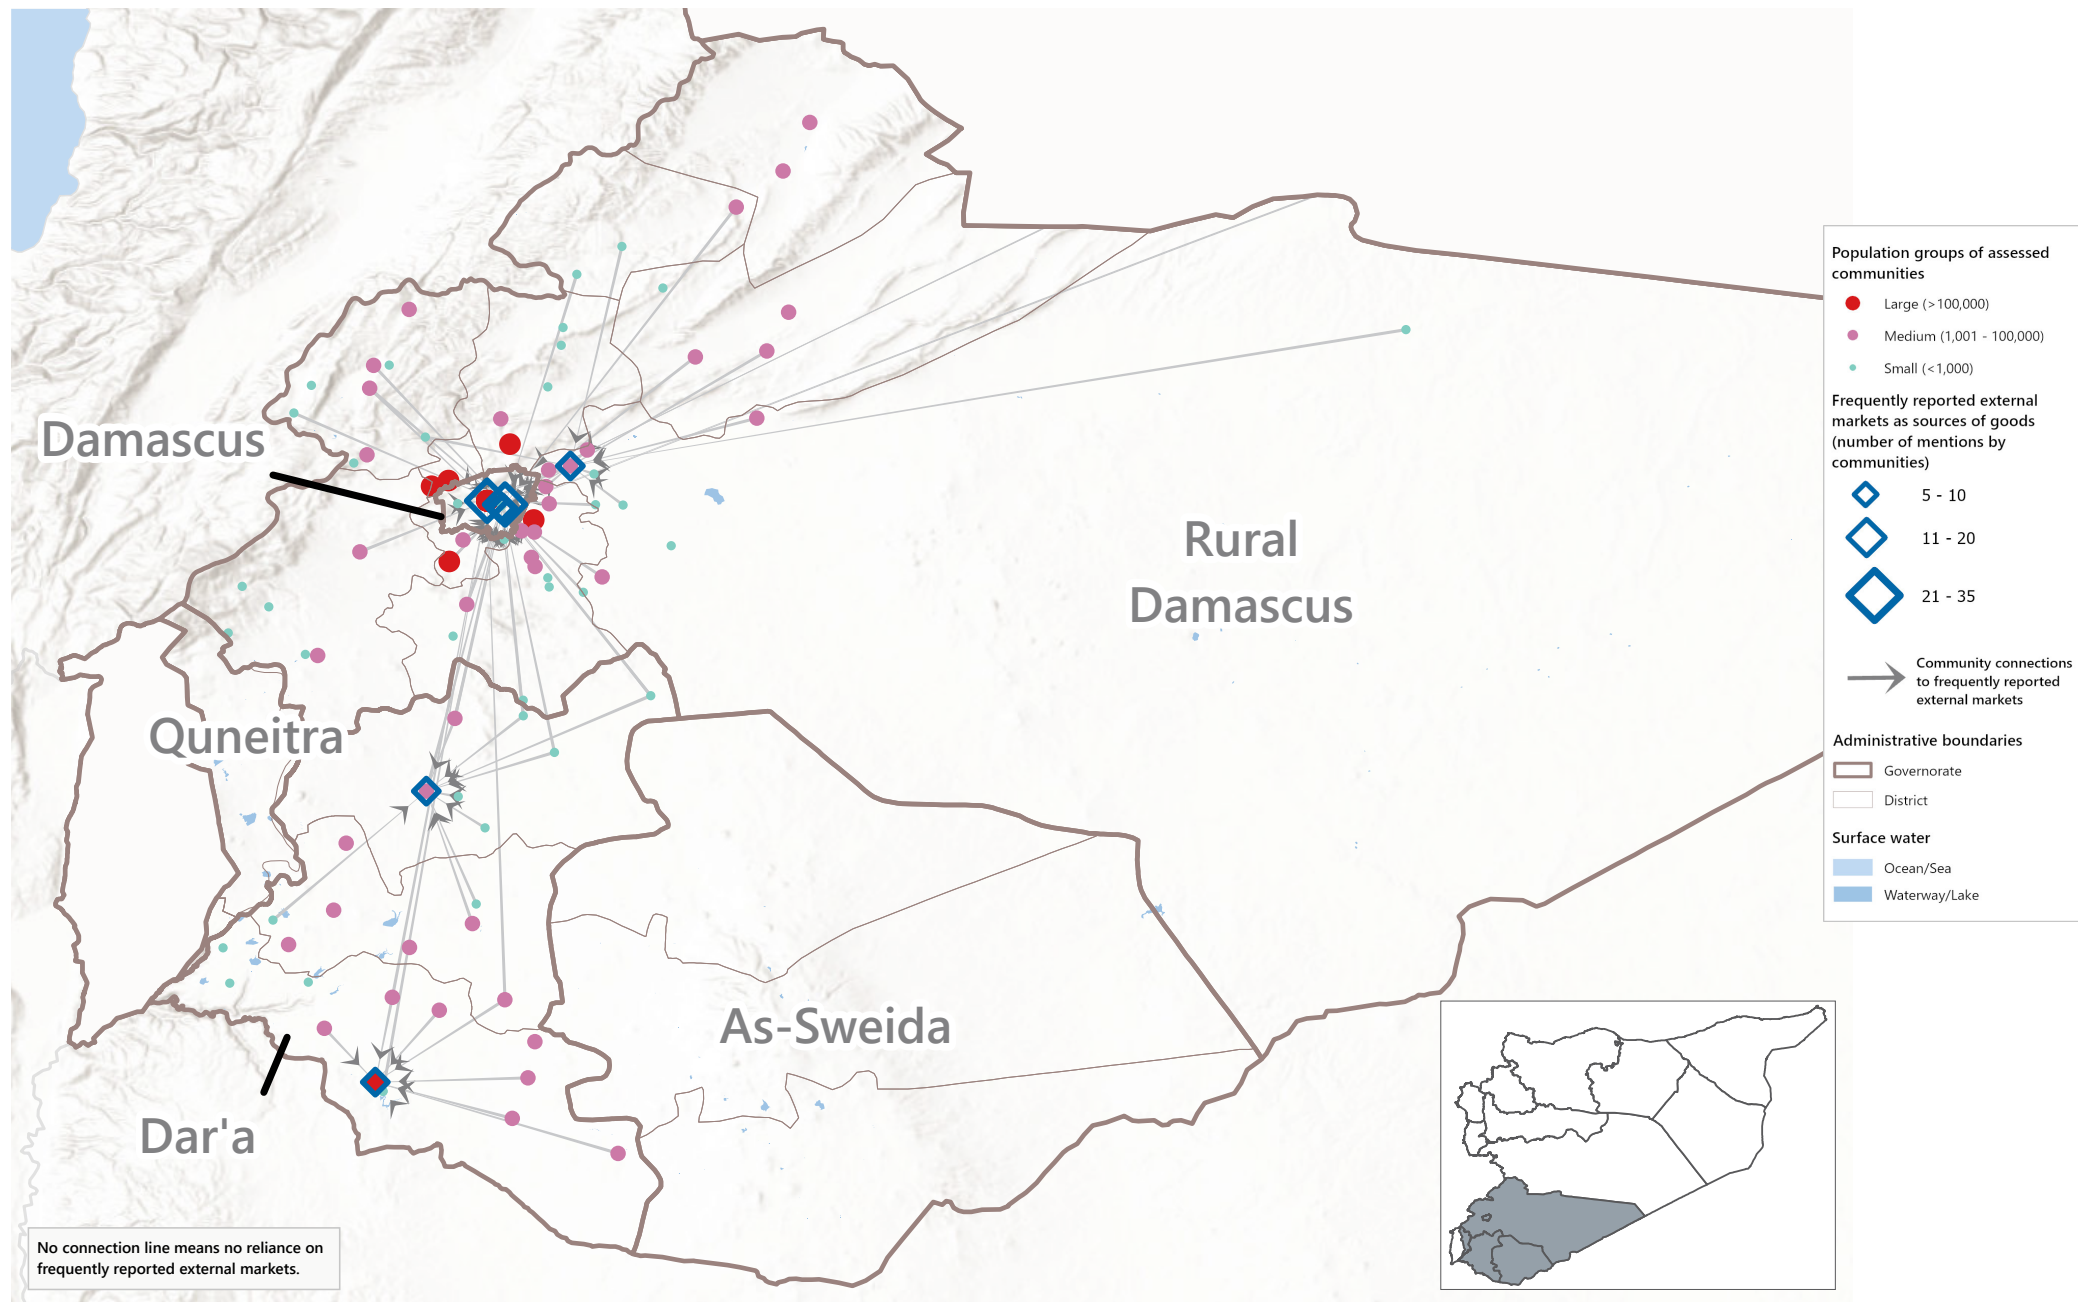 Damascus
Rural
Damascus
Quneitra
As-Sweida
Dar'a
No connection line means no reliance on
frequently reported external markets.
Population groups of assessed
communities
Large (>100,000)
Medium (1,001 - 100,000)
Small (<1,000)
Frequently reported external
markets as sources of goods
(number of mentions by
communities)
5 - 10
11 - 20
21 - 35
Community connections
to frequently reported
external markets
Administrative boundaries
Governorate
District
Surface water
Ocean/Sea
Waterway/Lake